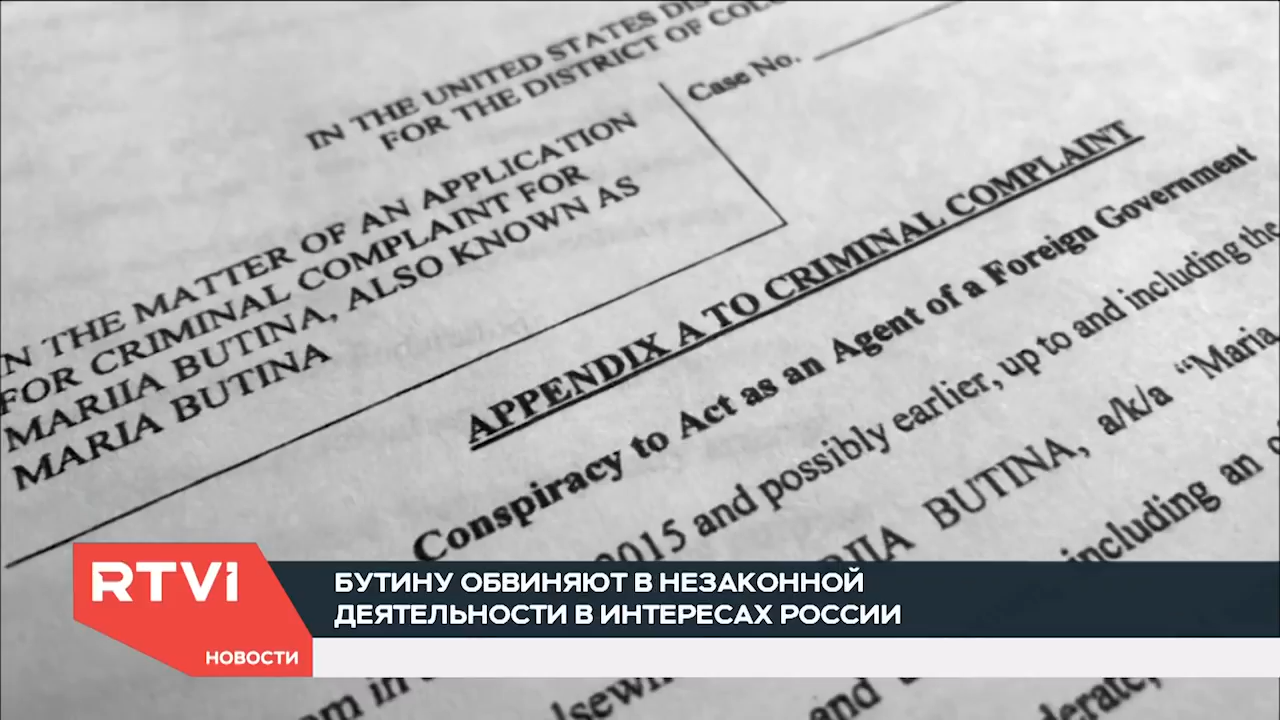 IN THE UNITED STATES
FOR THE DISTRICT OF
Case No.
IN THE MATTER OF AN APPLICATION
FOR CRIMINAL COMPLAINT FOR
MARIIA BUTINA, ALSO KNOWN AS
MARIA BUTINA
APPENDIX A TO CRIMINAL COMPLAINT
Conspiracy to Act as an Agent of a Foreign Government
2015 and possibly earlier, up to and including the
BUTINA, a/k/a “Maria
including an
and
RTVi
НОВОСТИ
БУТИНУ ОБВИНЯЮТ В НЕЗАКОННОЙ
ДЕЯТЕЛЬНОСТИ В ИНТЕРЕСАХ РОССИИ